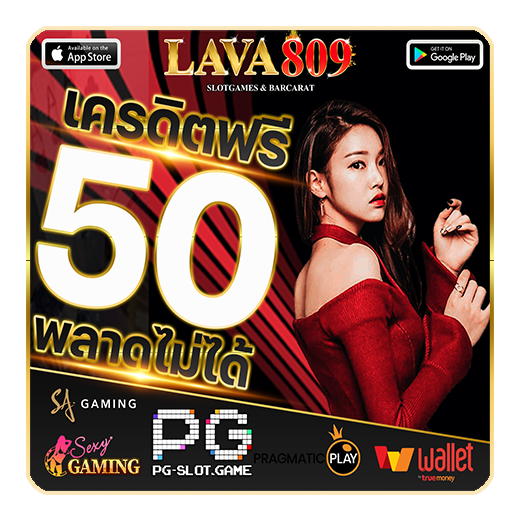 Available on the
App Store
LAVA809
SLOTGAMES & BARCARAT
GET IT ON
Google Play
เครดิตฟรี
50
พลาดไม่ได้
SA GAMING
Sexy
GAMING
PG
PG-SLOT.GAME
PRAGMATIC
PLAY
wallet
by truemoney